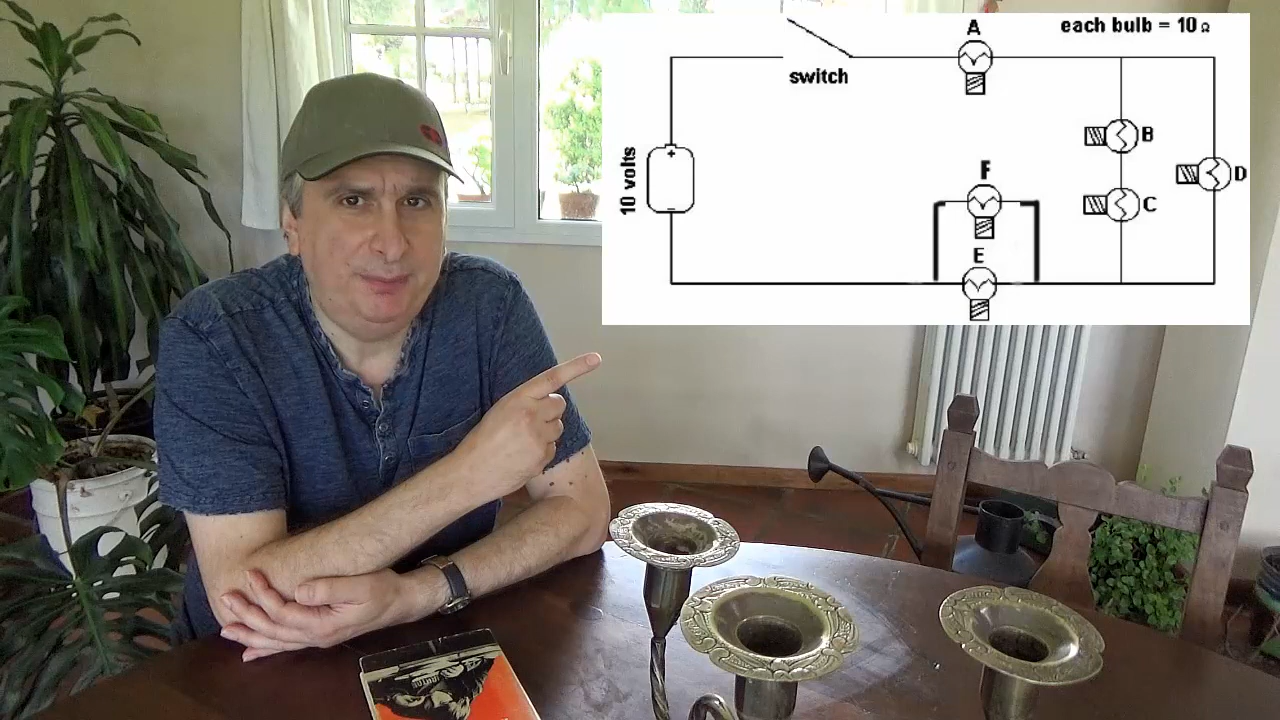 A
each bulb = 10 Ω
switch
B
10 volts
+
F
D
C
-
E